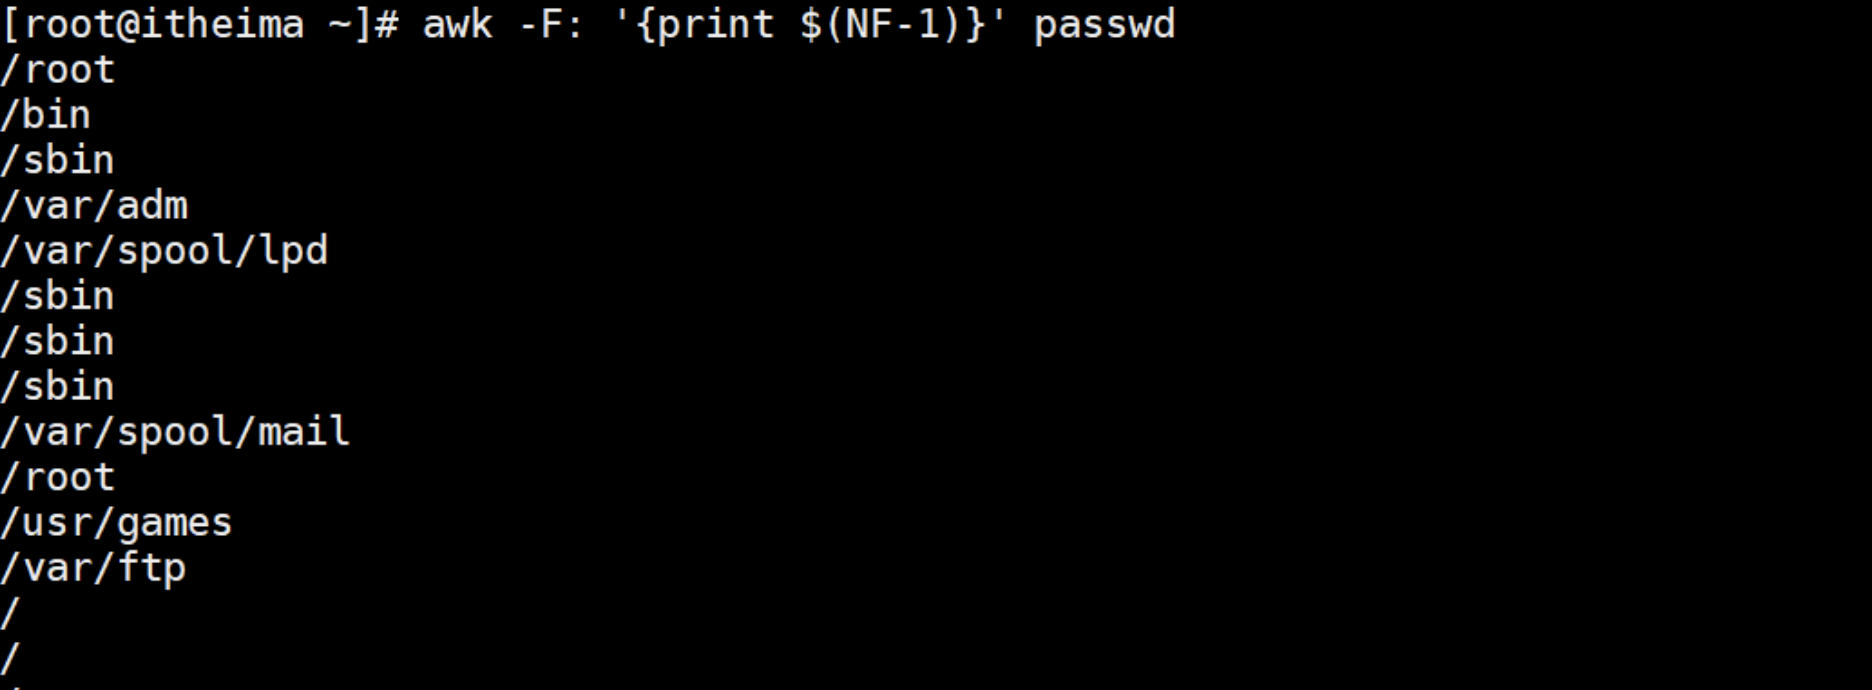 [root@itheima ~]# awk -F: '{print $(NF-1)}' passwd
/root
/bin
/sbin
/var/adm
/var/spool/lpd
/sbin
/sbin
/sbin
/var/spool/mail
/root
/usr/games
/var/ftp
/
/